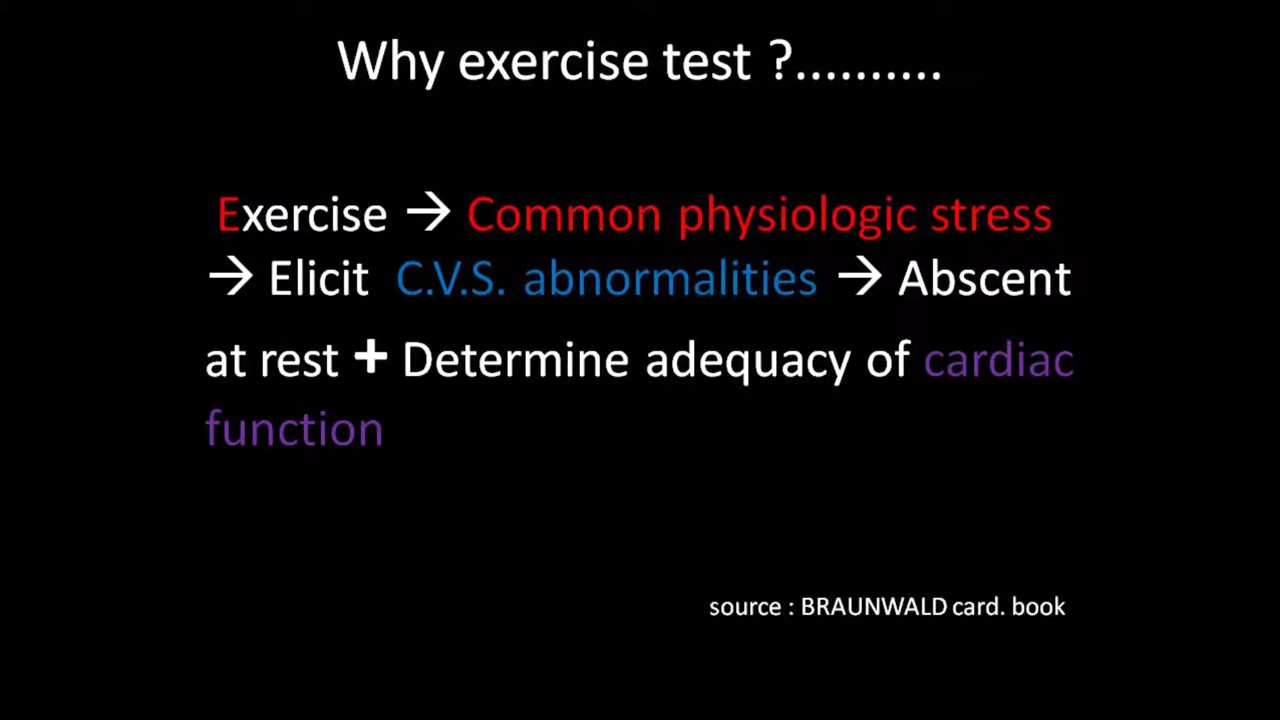 Why exercise test ?..........
Exercise → Common physiologic stress
→ Elicit C.V.S. abnormalities → Abscent
at rest + Determine adequacy of cardiac
function
source : BRAUNWALD card. book